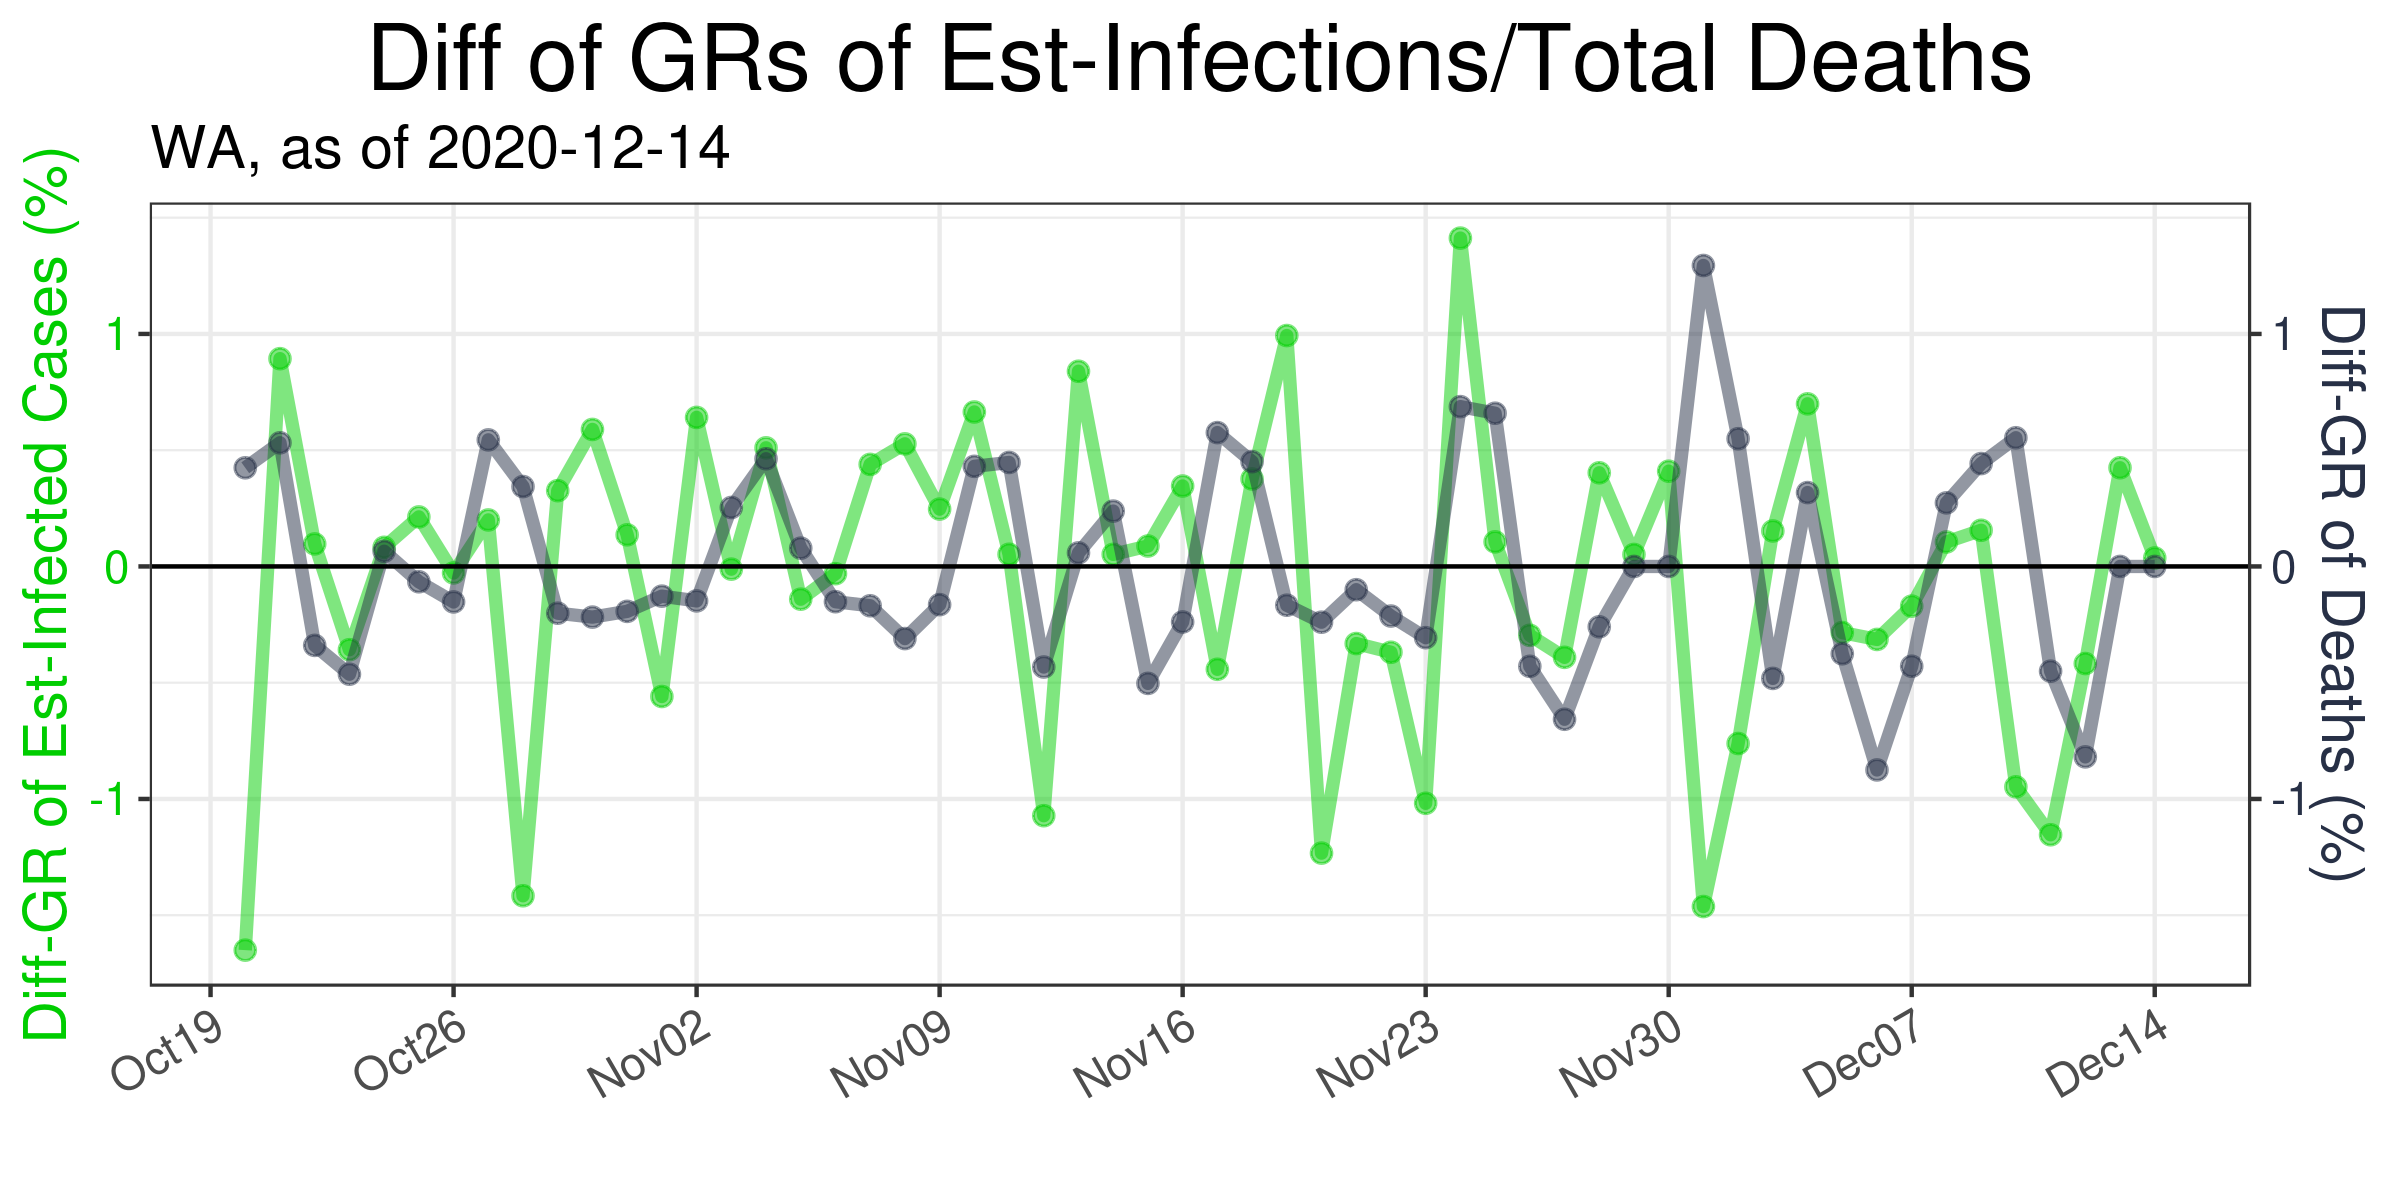 Diff of GRs of Est-Infections/Total Deaths
WA, as of 2020-12-14
Diff-GR of Est-Infected Cases (%)
1
0
-1
1
0
-1
Diff-GR of Deaths (%)
Oct19
Oct26
Nov02
Nov09
Nov16
Nov23
Nov30
Dec07
Dec14